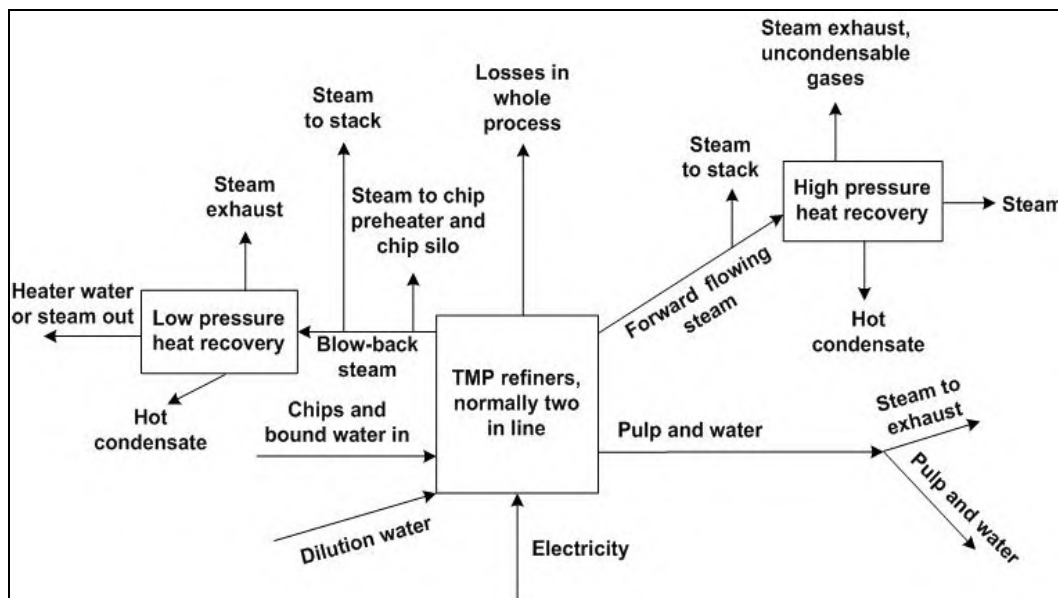 Steam exhaust,
uncondensable
gases
Losses in
whole
process
Steam
to stack
Steam
to stack
Steam to chip
preheater and
chip silo
Steam
exhaust
High pressure
heat recovery
Steam
Forward flowing
steam
Heater water
or steam out
Low pressure
heat recovery
Blow-back
steam
Hot
condensate
TMP refiners,
normally two
in line
Hot
condensate
Chips and
bound water in
Pulp and water
Steam to
exhaust
Pulp and
water
Dilution water
Electricity